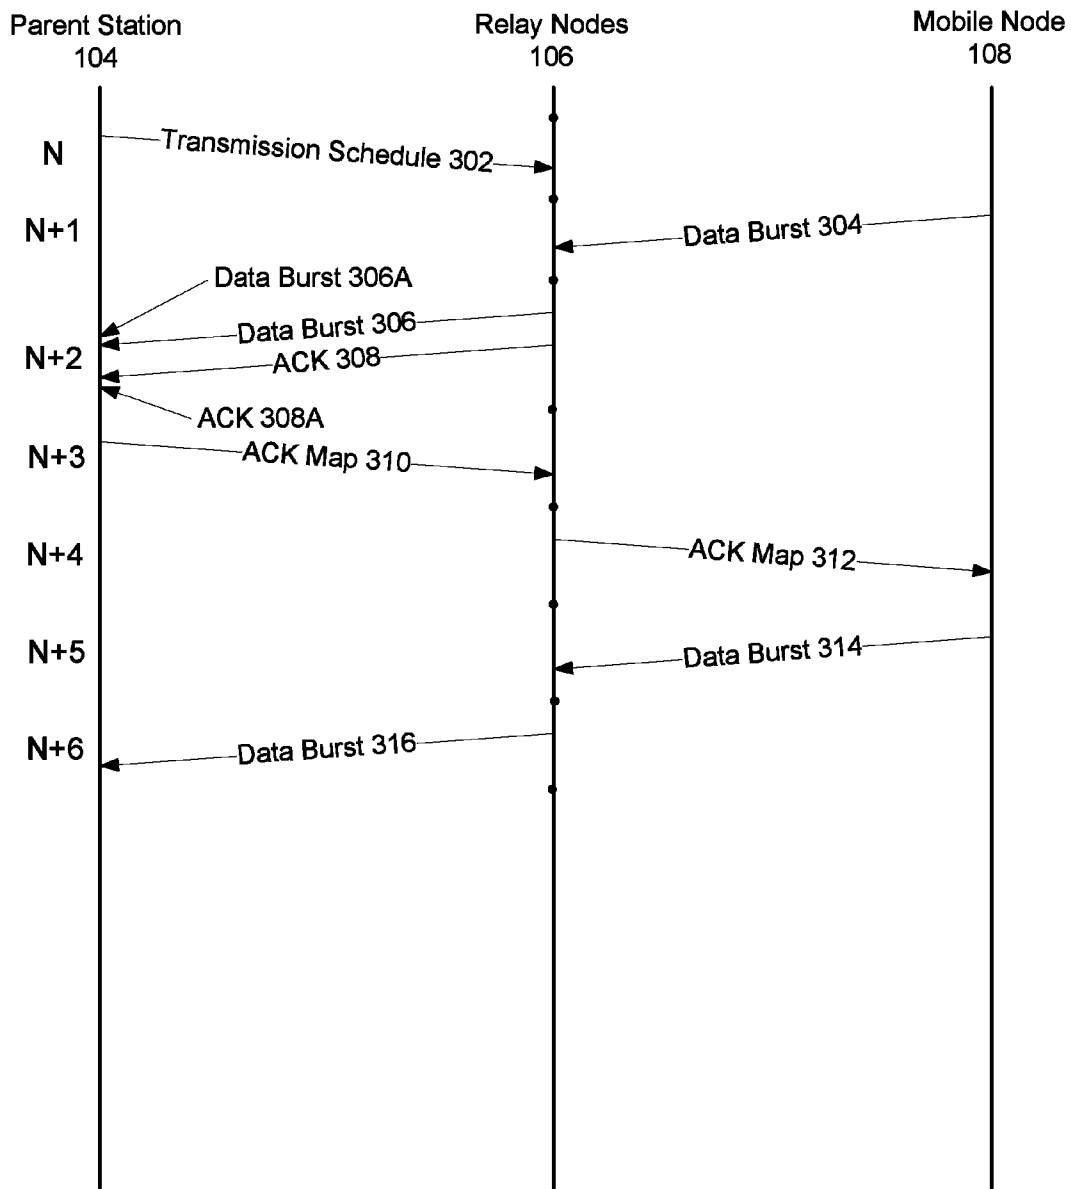 Parent Station
104
Relay Nodes
106
Mobile Node
108
N
Transmission Schedule 302
N+1
Data Burst 304
Data Burst 306A
Data Burst 306
N+2
ACK 308
ACK 308A
N+3
ACK Map 310
N+4
ACK Map 312
N+5
Data Burst 314
N+6
Data Burst 316